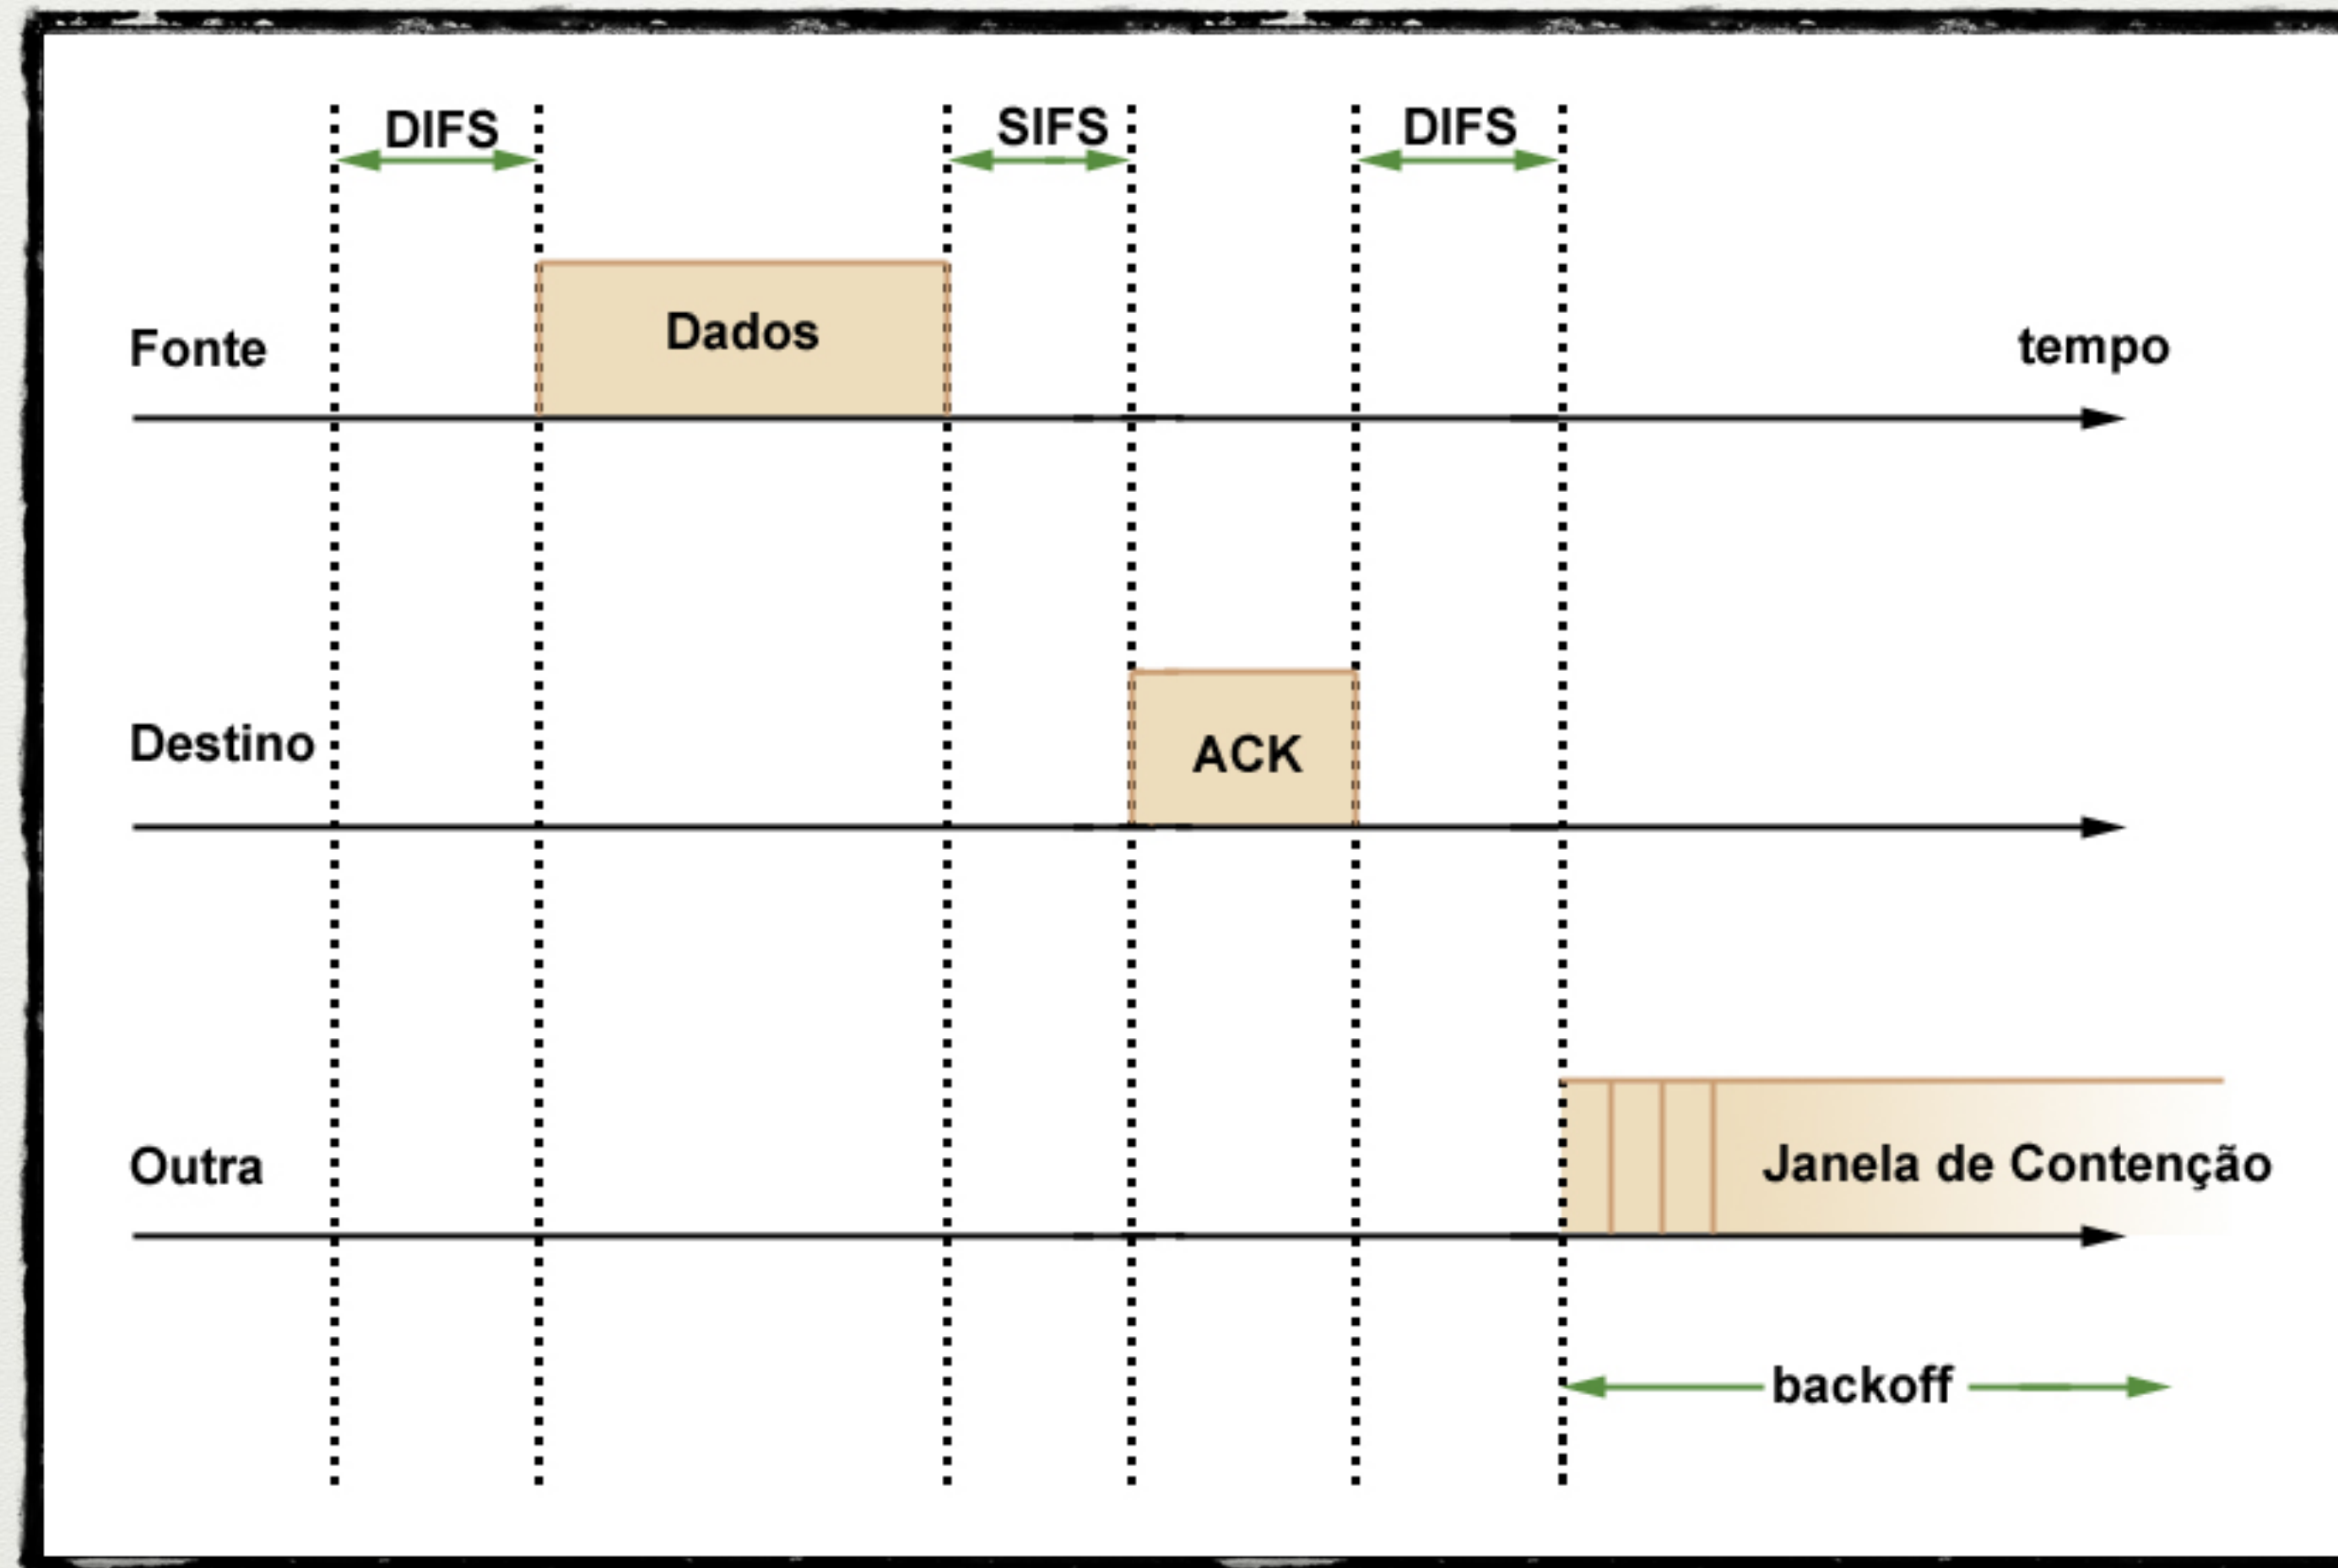 DIFS SIFS DIFS
Dados
Fonte tempo
Destino ACK
Outra Janela de Contenção
backoff